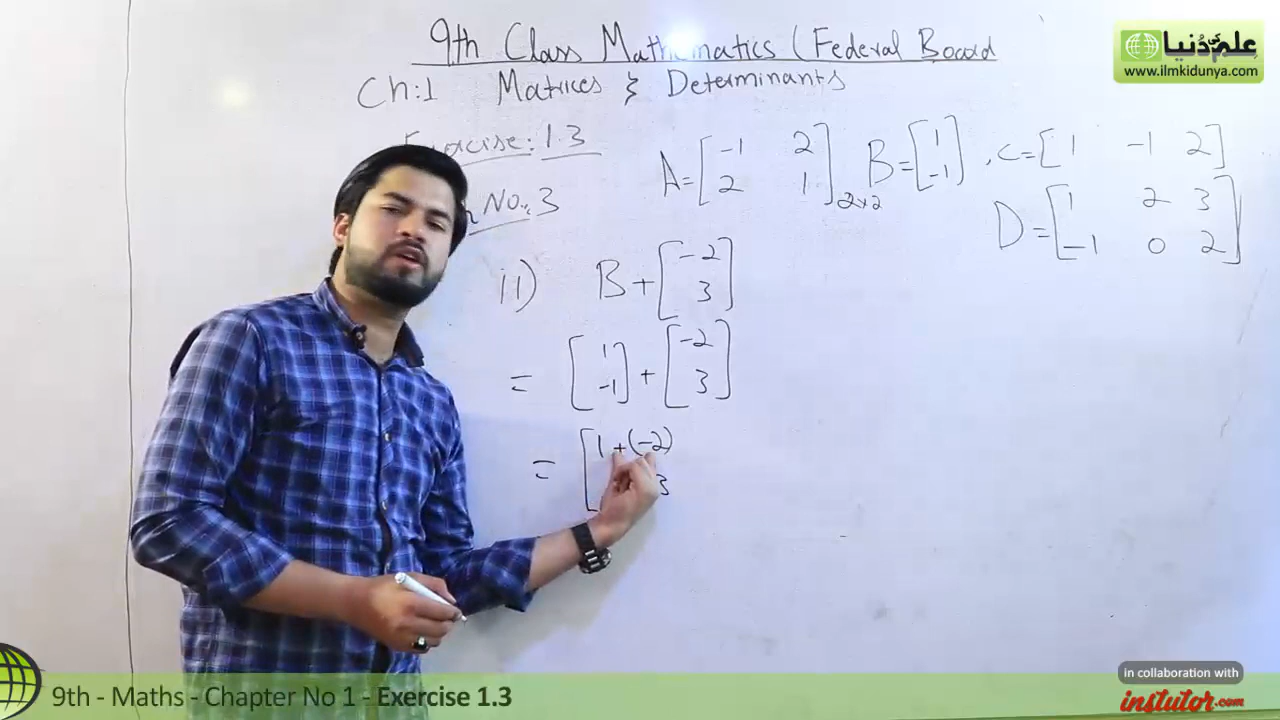 9th Class Mathematics (Federal Board
Ch:1 Matrices & Determinants
Exercise: 1.3
No: 3
A = [ -1 2
2 1 ] 2x2
B = [ 1
-1 ]
, C = [ 1 -1 2 ]
D = [ 1 2 3
-1 0 2 ]
ii) B + [ -2
3 ]
= [ 1
-1 ] + [ -2
3 ]
= [ 1 + (-2)
3
علم کی دنیا
www.ilmkidunya.com
9th - Maths - Chapter No 1 - Exercise 1.3
in collaboration with
instutor.com